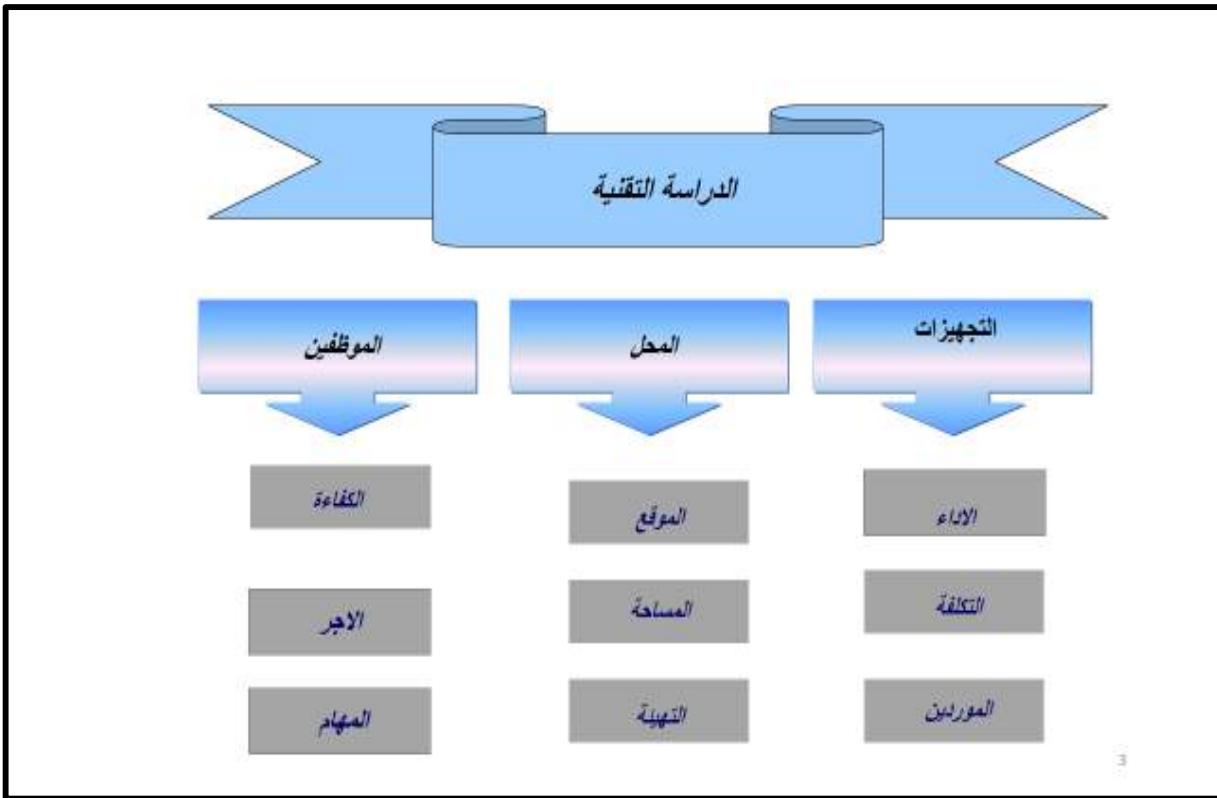 الدراسة التقنية
التجهيزات
المحل
الموظفين
الاداء
التكلفة
الموردين
الموقع
المساحة
التهيئة
الكفاءة
الاجر
المهام
3